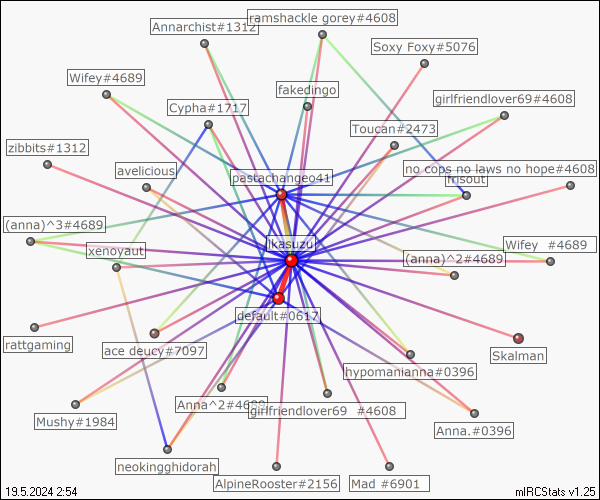 ramshackle gorey#4608
Annarchist#1312
Soxy Foxy#5076
Wifey#4689
fakedingo
girlfriendlover69#4608
Cypha#1717
Toucan#2473
zibbits#1312
avelicious
no cops no laws no hope#4608
pastachangeo41
frisout
(anna)^3#4689
ikasuzu
Wifey #4689
xenoyaut
(anna)^2#4689
default#0617
rattgaming
ace deucy#7097
Skalman
hypomanianna#0396
Anna^2#4689
girlfriendlover69 #4608
Mushy#1984
Anna.#0396
neokingghidorah
AlpineRooster#2156
Mad #6901
19.5.2024 2:54
mIRCStats v1.25